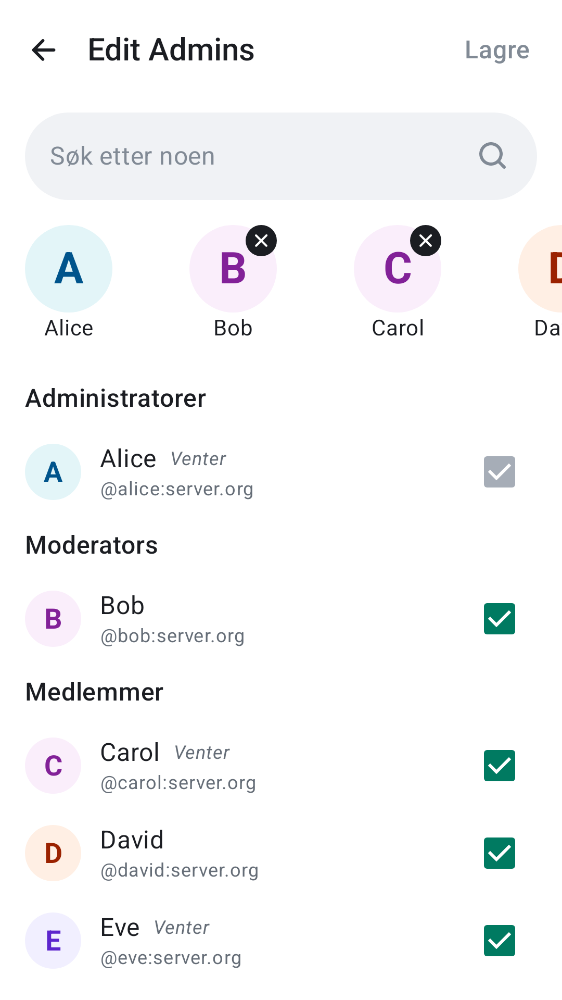 Edit Admins Lagre
Søk etter noen
A B C D
Alice Bob Carol Da
Administratorer
A Alice Venter
@alice:server.org
Moderators
B Bob
@bob:server.org
Medlemmer
C Carol Venter
@carol:server.org
D David
@david:server.org
E Eve Venter
@eve:server.org